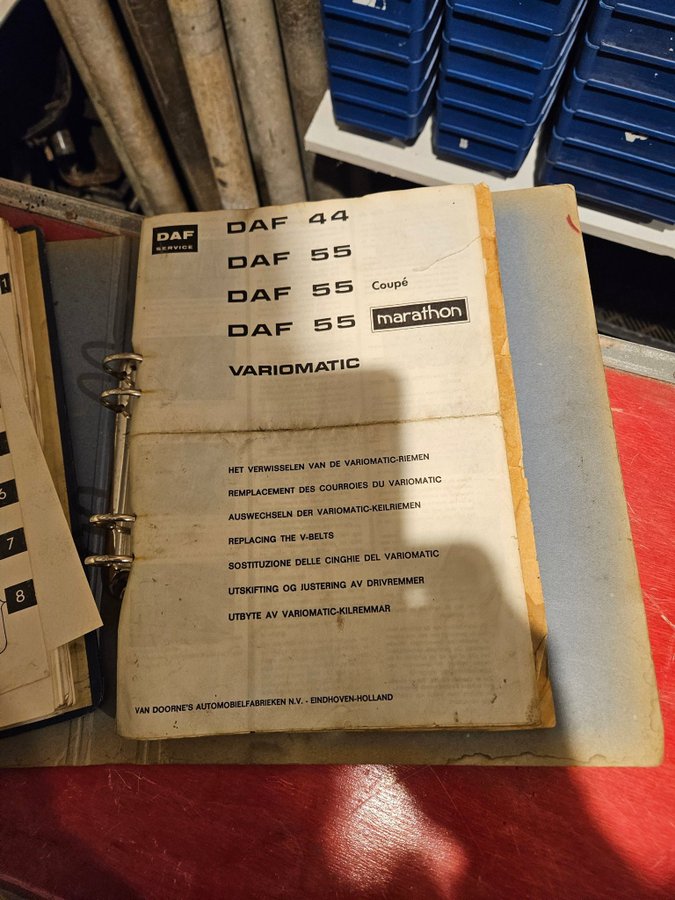 DAF
SERVICE
DAF 44
DAF 55
DAF 55 Coupé
DAF 55 marathon
VARIOMATIC
HET VERWISSELEN VAN DE VARIOMATIC-RIEMEN
REMPLACEMENT DES COURROIES DU VARIOMATIC
AUSWECHSELN DER VARIOMATIC-KEILRIEMEN
REPLACING THE V-BELTS
SOSTITUZIONE DELLE CINGHIE DEL VARIOMATIC
UTSKIFTING OG JUSTERING AV DRIVREMMER
UTBYTE AV VARIOMATIC-KILREMMAR
VAN DOORNE'S AUTOMOBIELFABRIEKEN N.V. - EINDHOVEN-HOLLAND
1
6
7
8